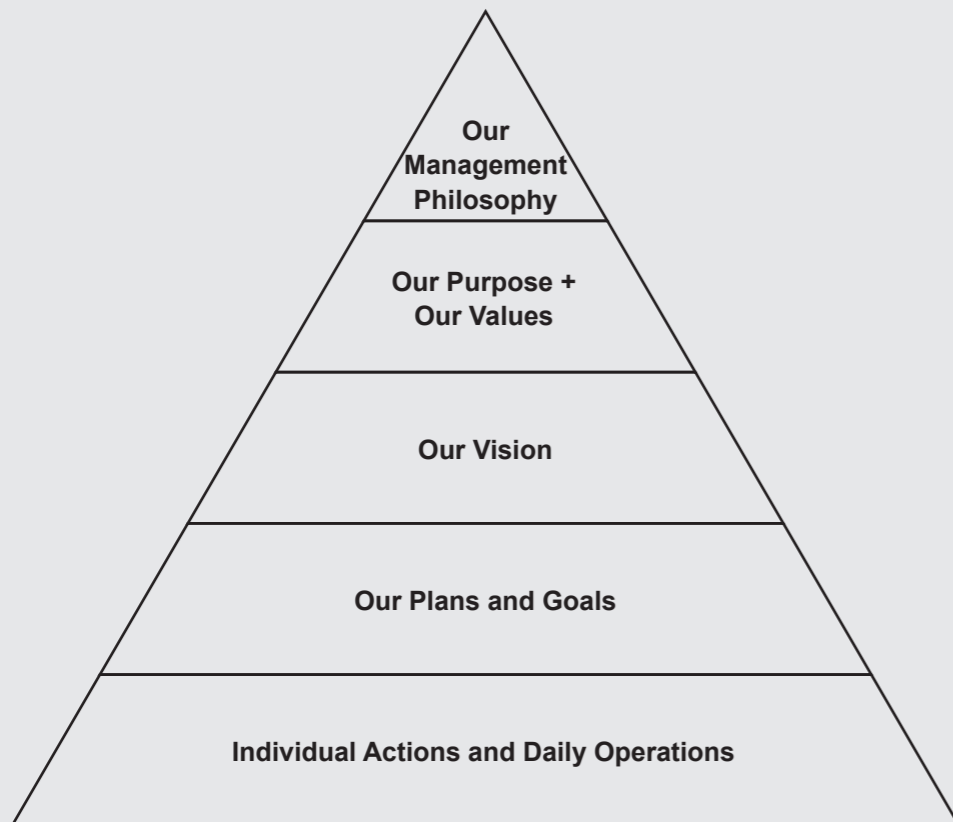 Our
Management
Philosophy
Our Purpose +
Our Values
Our Vision
Our Plans and Goals
Individual Actions and Daily Operations